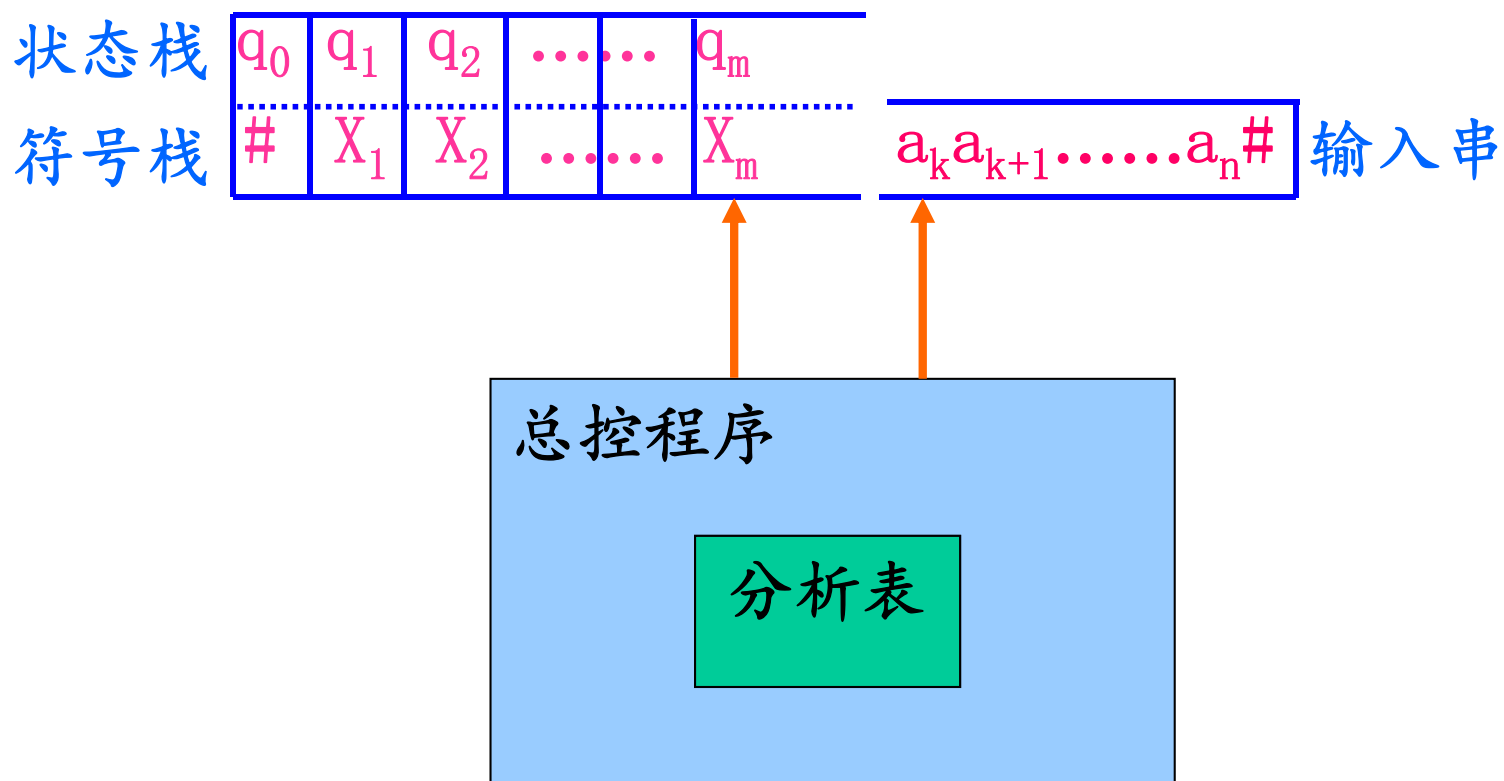 状态栈 q₀ q₁ q₂ ...... qₘ
符号栈 # X₁ X₂ ...... Xₘ aₖaₖ₊₁......aₙ# 输入串
总控程序
分析表